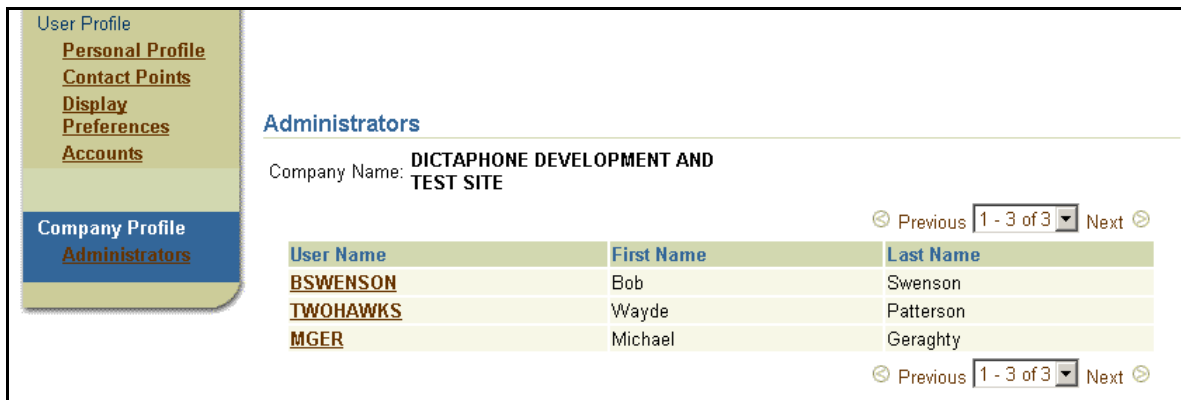 User Profile
Personal Profile
Contact Points
Display
Preferences
Accounts
Company Profile
Administrators
Administrators
Company Name: DICTAPHONE DEVELOPMENT AND
TEST SITE
Previous 1 - 3 of 3 Next
User Name First Name Last Name
BSWENSON Bob Swenson
TWOHAWKS Wayde Patterson
MGER Michael Geraghty
Previous 1 - 3 of 3 Next